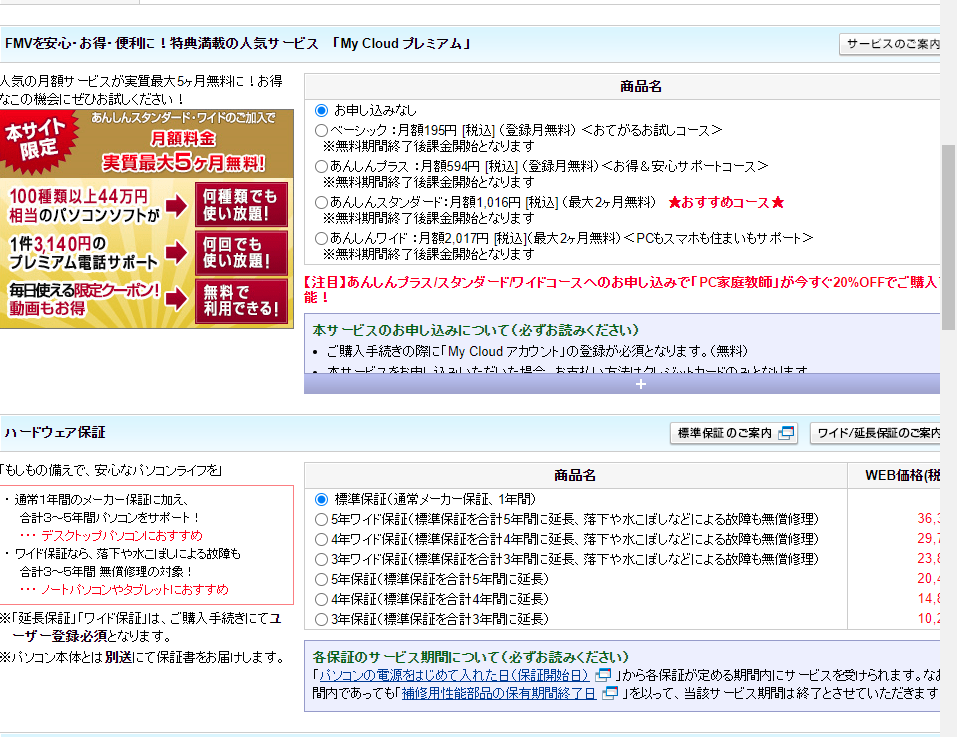 FMVを安心・お得・便利に！特典満載の人気サービス 「My Cloud プレミアム」
サービスのご案内
人気の月額サービスが実質最大5ヶ月無料に！お得
なこの機会にぜひお試しください！
本サイト
限定
あんしんスタンダード・ワイドのご加入で
月額料金
実質最大5ヶ月無料!
100種類以上44万円
相当のパソコンソフトが
何種類でも
使い放題!
1件3,140円の
プレミアム電話サポート
何回でも
使い放題!
毎日使える限定クーポン!
動画もお得
無料で
利用できる!
商品名
お申し込みなし
ベーシック：月額195円 [税込] （登録月無料） ＜おてがるお試しコース＞
※無料期間終了後課金開始となります
あんしんプラス：月額594円 [税込] （登録月無料）＜お得＆安心サポートコース＞
※無料期間終了後課金開始となります
あんしんスタンダード：月額1,016円 [税込] （最大2ヶ月無料） ★おすすめコース★
※無料期間終了後課金開始となります
あんしんワイド：月額2,017円 [税込]（最大2ヶ月無料）＜PCもスマホも住まいもサポート＞
※無料期間終了後課金開始となります
【注目】あんしんプラス/スタンダード/ワイドコースへのお申し込みで「PC家庭教師」が今すぐ20%OFFでご購入
能！
本サービスのお申し込みについて（必ずお読みください）
• ご購入手続きの際に「My Cloud アカウント」の登録が必須となります。（無料）
• 本サービスをお申し込みいただいた場合、お支払い方法はクレジットカードのみとなります
+
ハードウェア保証
標準保証のご案内
ワイド/延長保証のご案内
「もしもの備えで、安心なパソコンライフを」
・ 通常1年間のメーカー保証に加え、
合計3～5年間パソコンをサポート！
･･･ デスクトップパソコンにおすすめ
・ ワイド保証なら、落下や水こぼしによる故障も
合計3～5年間 無償修理の対象！
･･･ ノートパソコンやタブレットにおすすめ
※「延長保証」「ワイド保証」は、ご購入手続きにてユ
ーザー登録必須となります。
※パソコン本体とは別送にて保証書をお届けします。
商品名
WEB価格(税
標準保証（通常メーカー保証、1年間）
5年ワイド保証（標準保証を合計5年間に延長、落下や水こぼしなどによる故障も無償修理） 36,3
4年ワイド保証（標準保証を合計4年間に延長、落下や水こぼしなどによる故障も無償修理） 29,7
3年ワイド保証（標準保証を合計3年間に延長、落下や水こぼしなどによる故障も無償修理） 23,8
5年保証（標準保証を合計5年間に延長） 20,4
4年保証（標準保証を合計4年間に延長） 14,8
3年保証（標準保証を合計3年間に延長） 10,2
各保証のサービス期間について（必ずお読みください）
「パソコンの電源をはじめて入れた日（保証開始日） 」から各保証が定める期間内にサービスを受けられます。な
間内であっても「補修用性能部品の保有期間終了日 」を以って、当該サービス期間は終了とさせていただきます